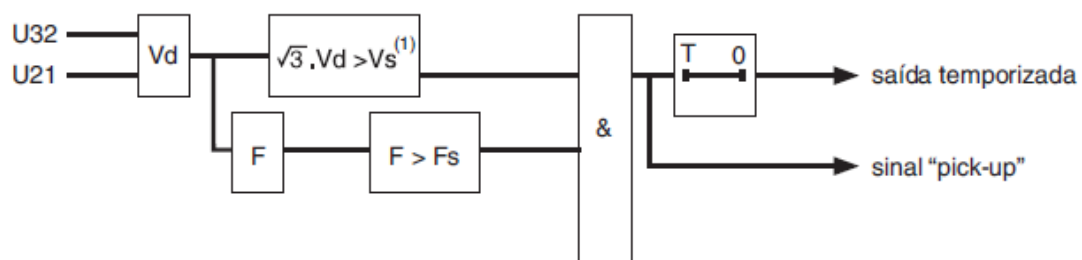 U32
U21
Vd
√3 .Vd >Vs(1)
F
F > Fs
&
T 0
saída temporizada
sinal “pick-up”